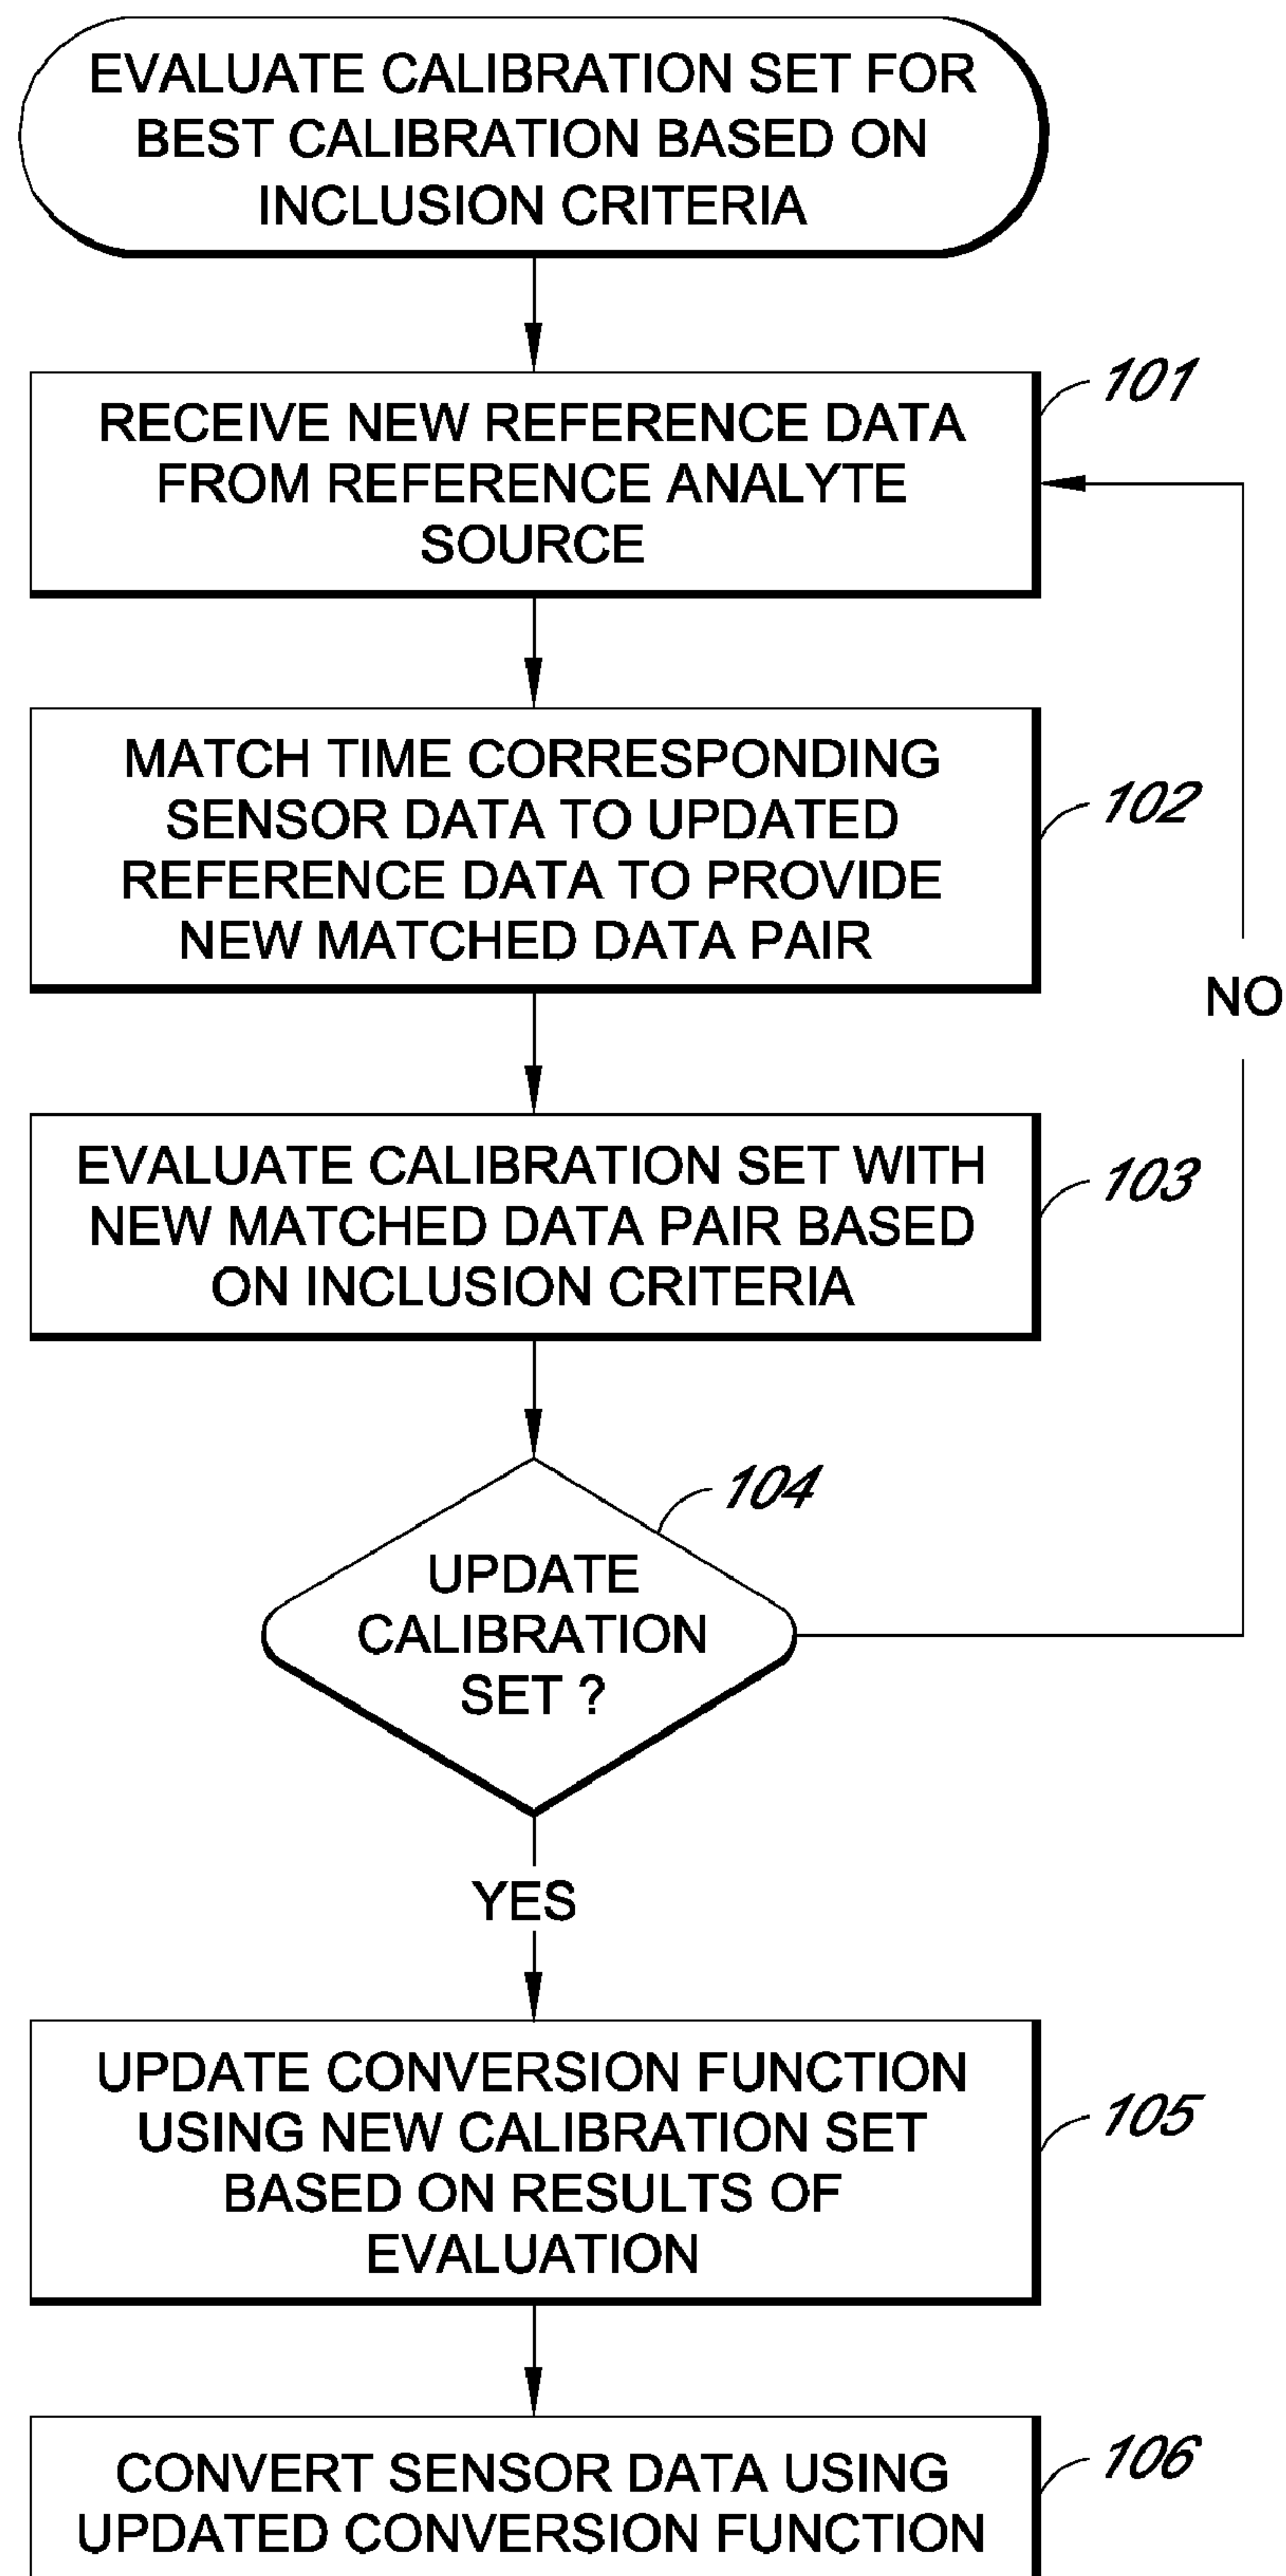 EVALUATE CALIBRATION SET FOR
BEST CALIBRATION BASED ON
INCLUSION CRITERIA
101
RECEIVE NEW REFERENCE DATA
FROM REFERENCE ANALYTE
SOURCE
102
MATCH TIME CORRESPONDING
SENSOR DATA TO UPDATED
REFERENCE DATA TO PROVIDE
NEW MATCHED DATA PAIR
NO
103
EVALUATE CALIBRATION SET WITH
NEW MATCHED DATA PAIR BASED
ON INCLUSION CRITERIA
104
UPDATE
CALIBRATION
SET ?
YES
105
UPDATE CONVERSION FUNCTION
USING NEW CALIBRATION SET
BASED ON RESULTS OF
EVALUATION
106
CONVERT SENSOR DATA USING
UPDATED CONVERSION FUNCTION